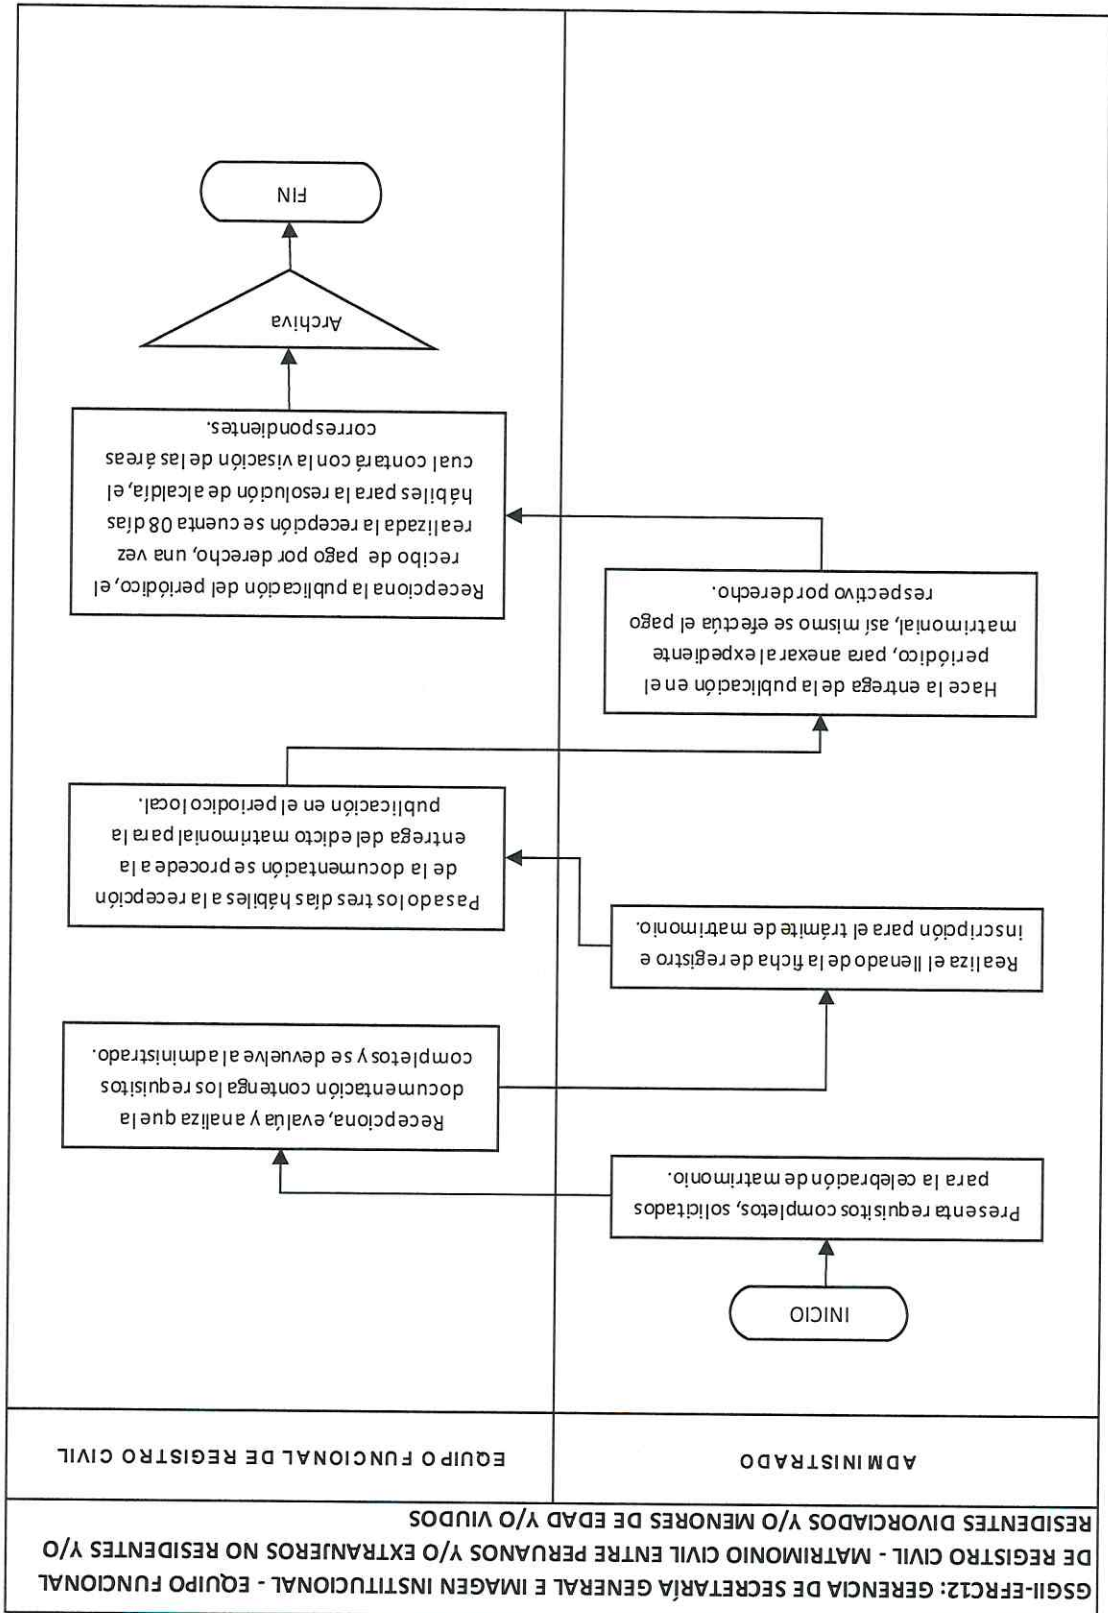 GSGII-EFRC12: GERENCIA DE SECRETARÍA GENERAL E IMAGEN INSTITUCIONAL - EQUIPO FUNCIONAL
DE REGISTRO CIVIL - MATRIMONIO CIVIL ENTRE PERUANOS Y/O EXTRANJEROS NO RESIDENTES Y/O
RESIDENTES DIVORCIADOS Y/O MENORES DE EDAD Y/O VIUDOS
ADMINISTRADO
EQUIPO FUNCIONAL DE REGISTRO CIVIL
INICIO
Presenta requisitos completos, solicitados
para la celebración de matrimonio.
Recepciona, evalúa y analiza que la
documentación contenga los requisitos
completos y se devuelve al administrado.
Realiza el llenado de la ficha de registro e
inscripción para el trámite de matrimonio.
Pasado los tres días hábiles a la recepción
de la documentación se procede a la
entrega del edicto matrimonial para la
publicación en el periodico local.
Hace la entrega de la publicación en el
periódico, para anexar al expediente
matrimonial, así mismo se efectúa el pago
respectivo por derecho.
Recepciona la publicación del periódico, el
recibo de pago por derecho, una vez
realizada la recepción se cuenta 08 días
hábiles para la resolución de alcaldía, el
cual contará con la visación de las áreas
correspondientes.
Archiva
FIN